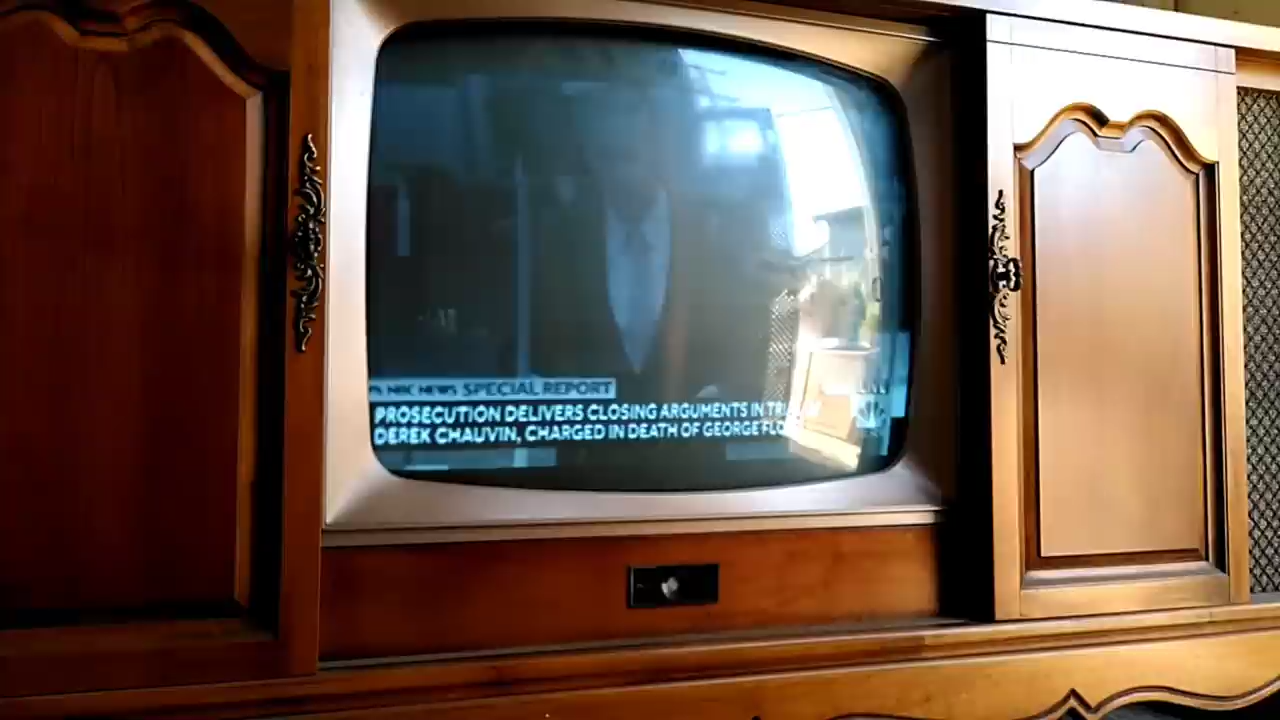 NBC NEWS SPECIAL REPORT
PROSECUTION DELIVERS CLOSING ARGUMENTS IN
DEREK CHAUVIN, CHARGED IN DEATH OF GEORGE